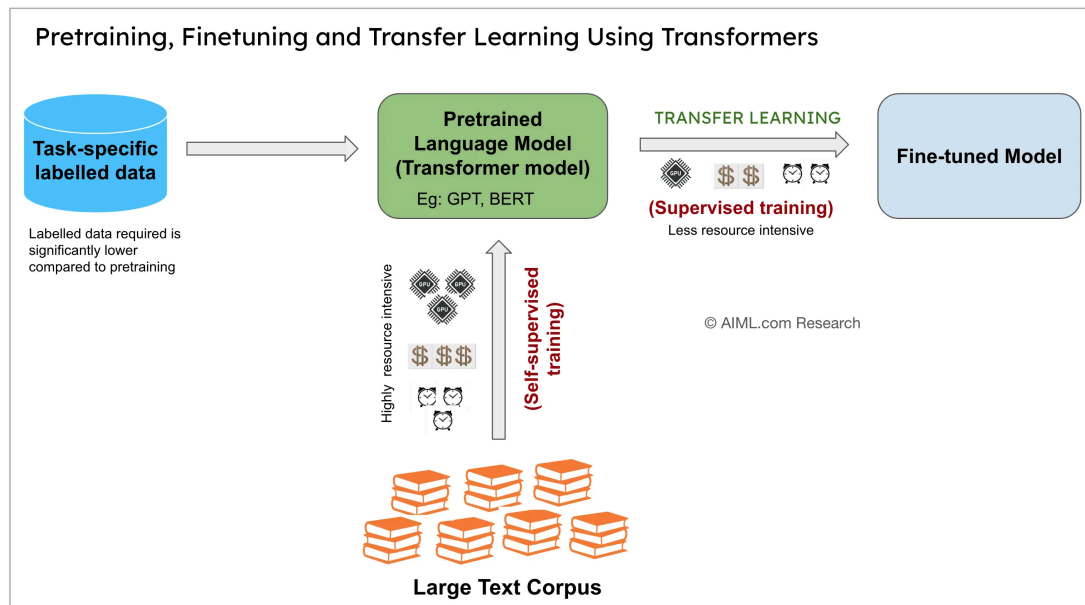 Pretraining, Finetuning and Transfer Learning Using Transformers
Task-specific
labelled data
Labelled data required is
significantly lower
compared to pretraining
Pretrained
Language Model
(Transformer model)
Eg: GPT, BERT
TRANSFER LEARNING
GPU
$ $
(Supervised training)
Less resource intensive
Fine-tuned Model
Highly resource intensive
GPU GPU
GPU
$ $ $
(Self-supervised
training)
© AIML.com Research
Large Text Corpus